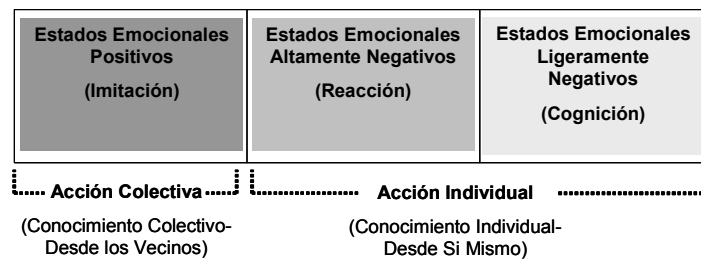 Estados Emocionales
Positivos
(Imitación)
Estados Emocionales
Altamente Negativos
(Reacción)
Estados Emocionales
Ligeramente
Negativos
(Cognición)
Acción Colectiva
(Conocimiento Colectivo-
Desde los Vecinos)
Acción Individual
(Conocimiento Individual-
Desde Si Mismo)